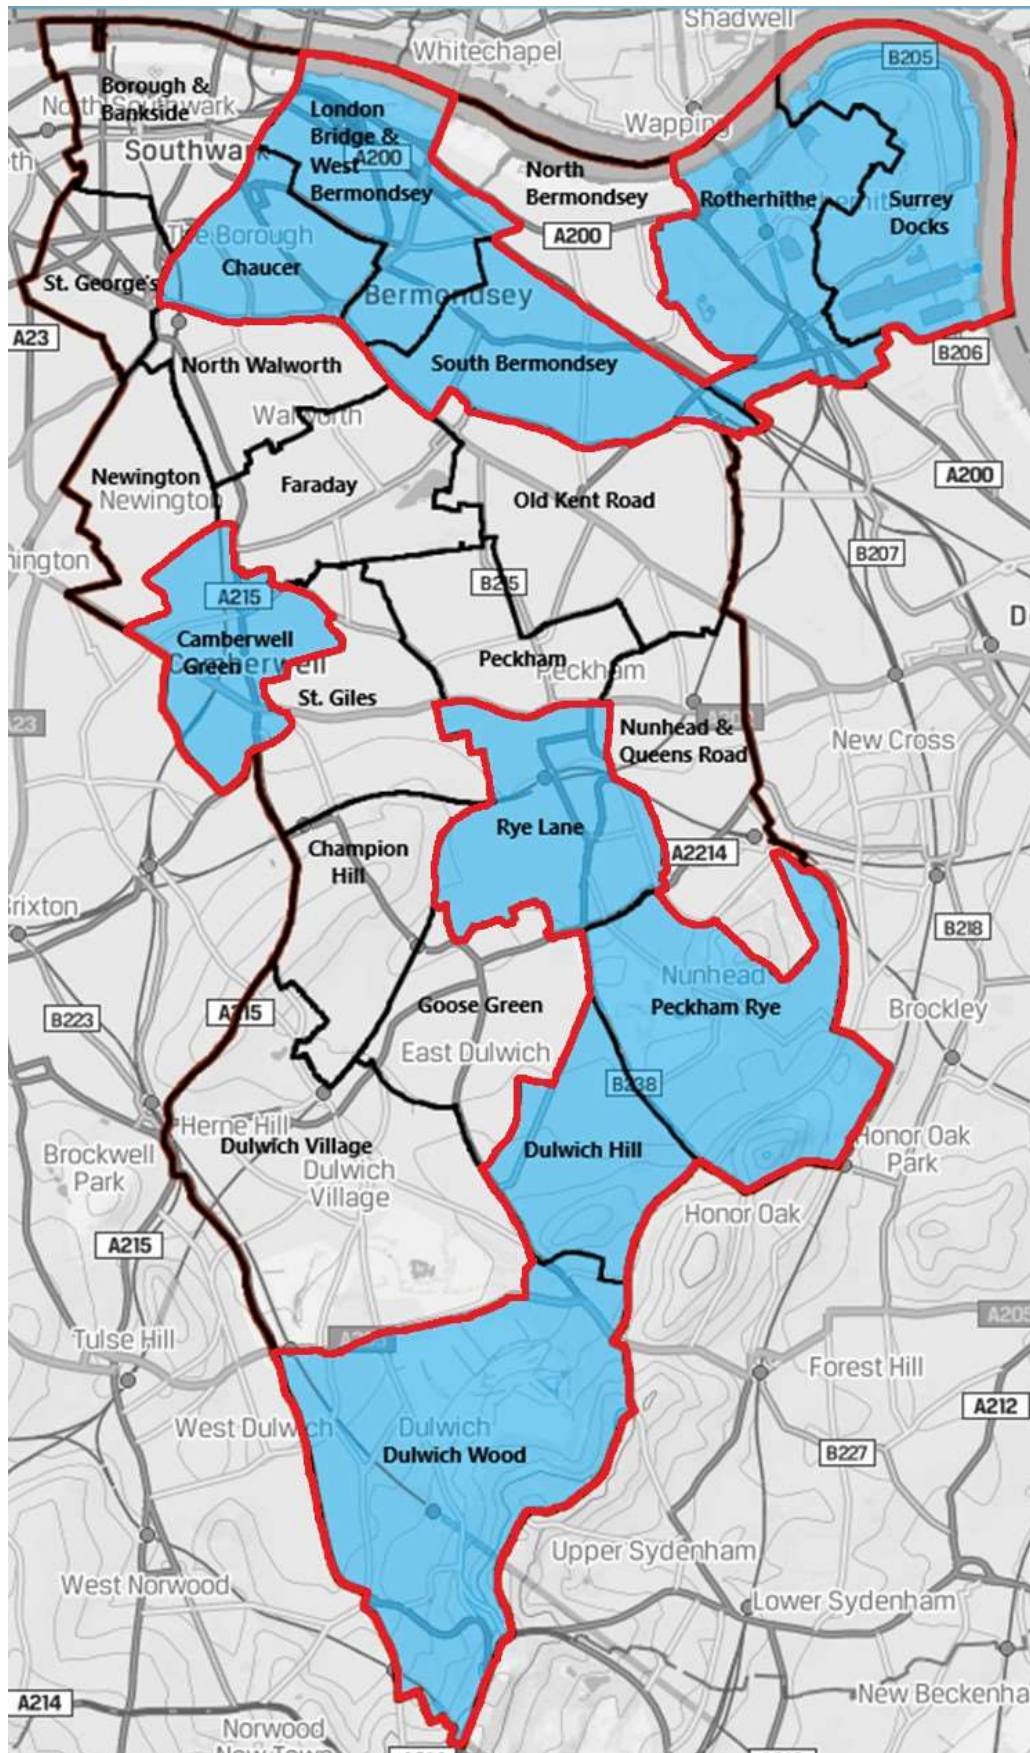 Shadwell
Whitechapel
B205
Borough &
Bankside
North Southwark
London
Bridge &
West
Bermondsey
A200
Wapping
Southwark
North
Bermondsey
Rotherhithe
Surrey
Docks
A200
The Borough
Chaucer
St. George's
Bermondsey
A23
B206
North Walworth
South Bermondsey
Walworth
Newington
Newington
Faraday
Old Kent Road
A200
B207
A215
Camberwell
Green
Camberwell
Peckham
Peckham
St. Giles
Nunhead &
Queens Road
New Cross
Rye Lane
A2214
Champion
Hill
B218
Nunhead
Peckham Rye
Goose Green
Brockley
B223
A215
East Dulwich
B238
Herne Hill
Dulwich Village
Dulwich Hill
Honor Oak
Park
Brockwell
Park
Dulwich
Village
Honor Oak
A215
Tulse Hill
Forest Hill
A212
West Dulwich
Dulwich
Dulwich Wood
B227
Upper Sydenham
West Norwood
Lower Sydenham
A214
Norwood